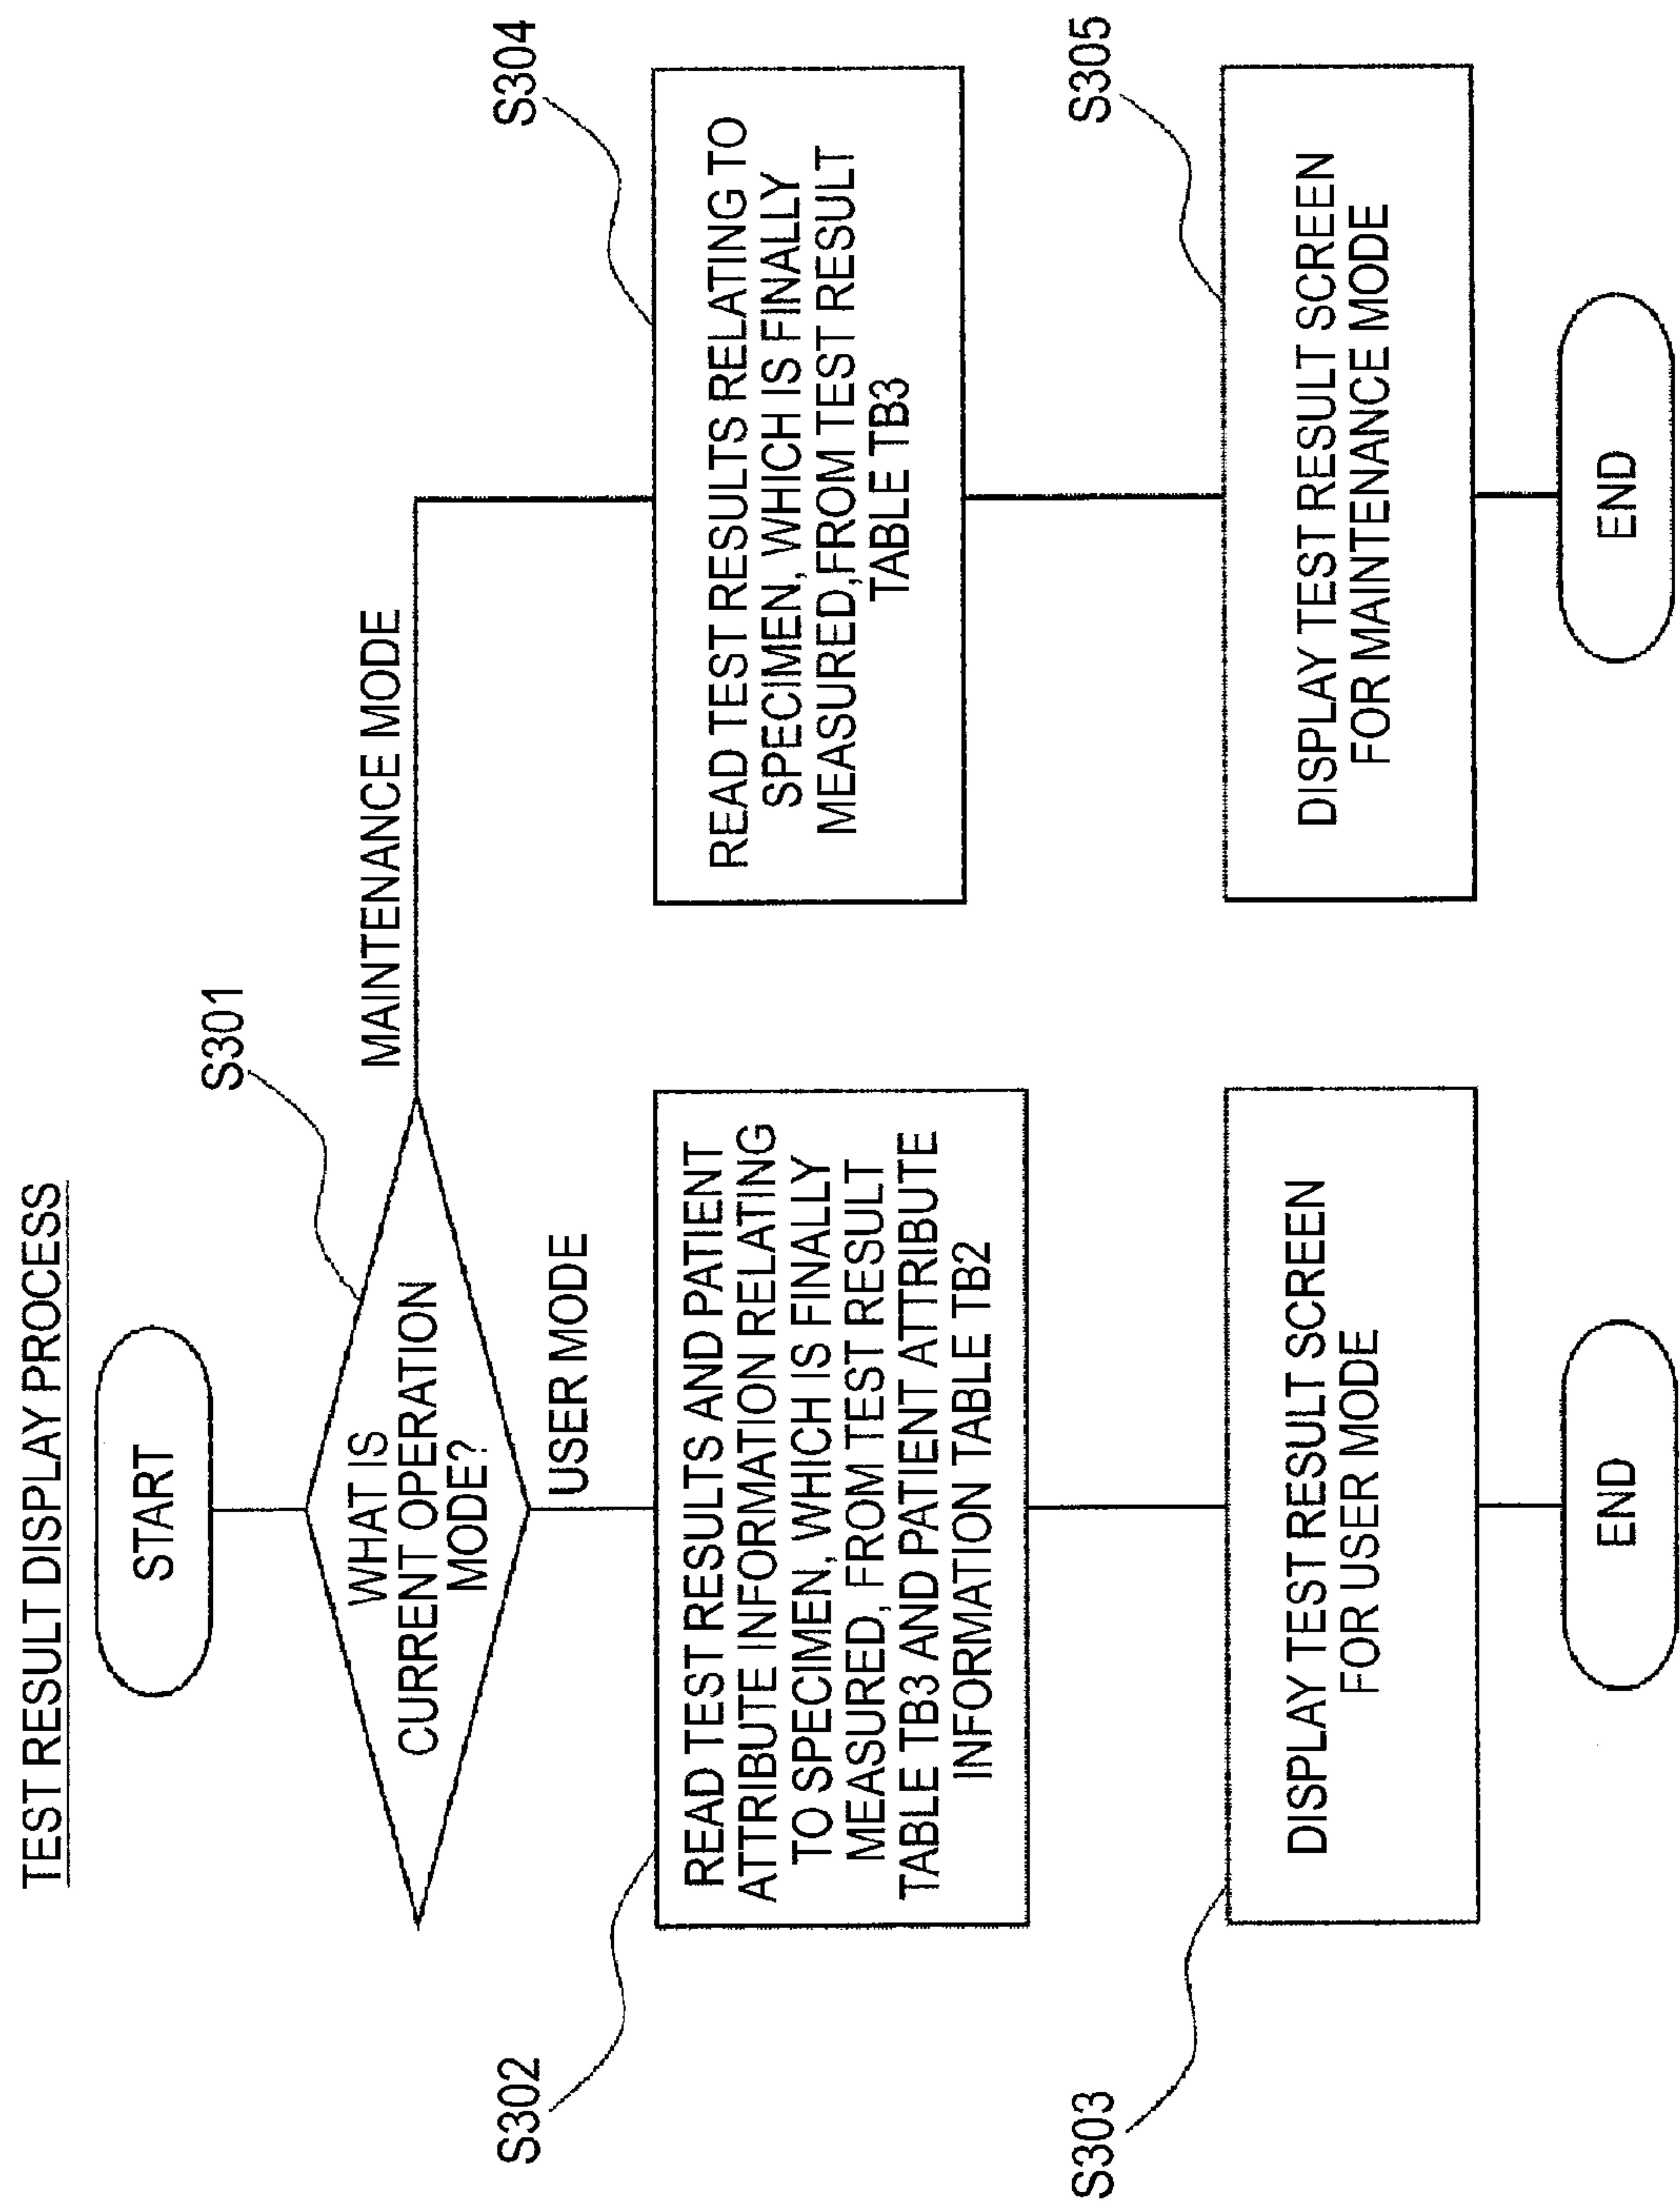 TEST RESULT DISPLAY PROCESS
START
S301
WHAT IS
CURRENT OPERATION
MODE?
MAINTENANCE MODE
USER MODE
S302
READ TEST RESULTS AND PATIENT
ATTRIBUTE INFORMATION RELATING
TO SPECIMEN, WHICH IS FINALLY
MEASURED, FROM TEST RESULT
TABLE TB3 AND PATIENT ATTRIBUTE
INFORMATION TABLE TB2
S304
READ TEST RESULTS RELATING TO
SPECIMEN, WHICH IS FINALLY
MEASURED,FROM TEST RESULT
TABLE TB3
S303
DISPLAY TEST RESULT SCREEN
FOR USER MODE
S305
DISPLAY TEST RESULT SCREEN
FOR MAINTENANCE MODE
END
END